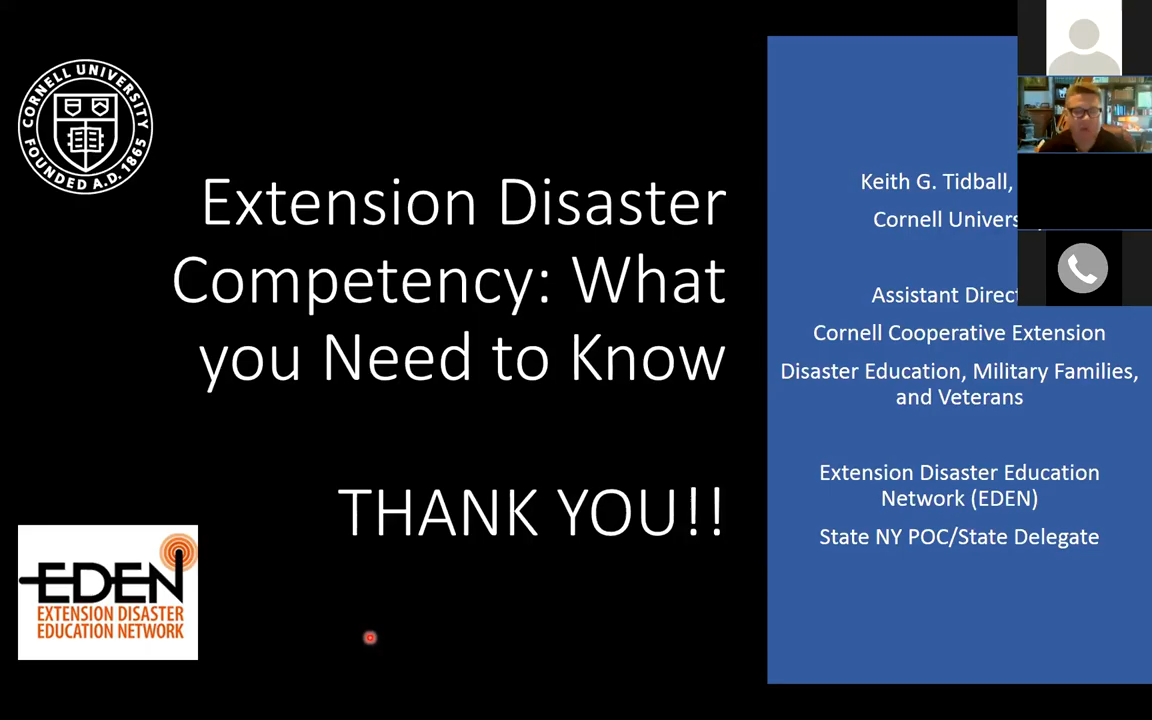 CORNELL UNIVERSITY
FOUNDED A.D. 1865
Extension Disaster
Competency: What
you Need to Know
THANK YOU!!
EDEN
EXTENSION DISASTER
EDUCATION NETWORK
Keith G. Tidball,
Cornell
Assistant
Cornell Cooperative Extension
Disaster Education, Military Families,
and Veterans
Extension Disaster Education
Network (EDEN)
State NY POC/State Delegate